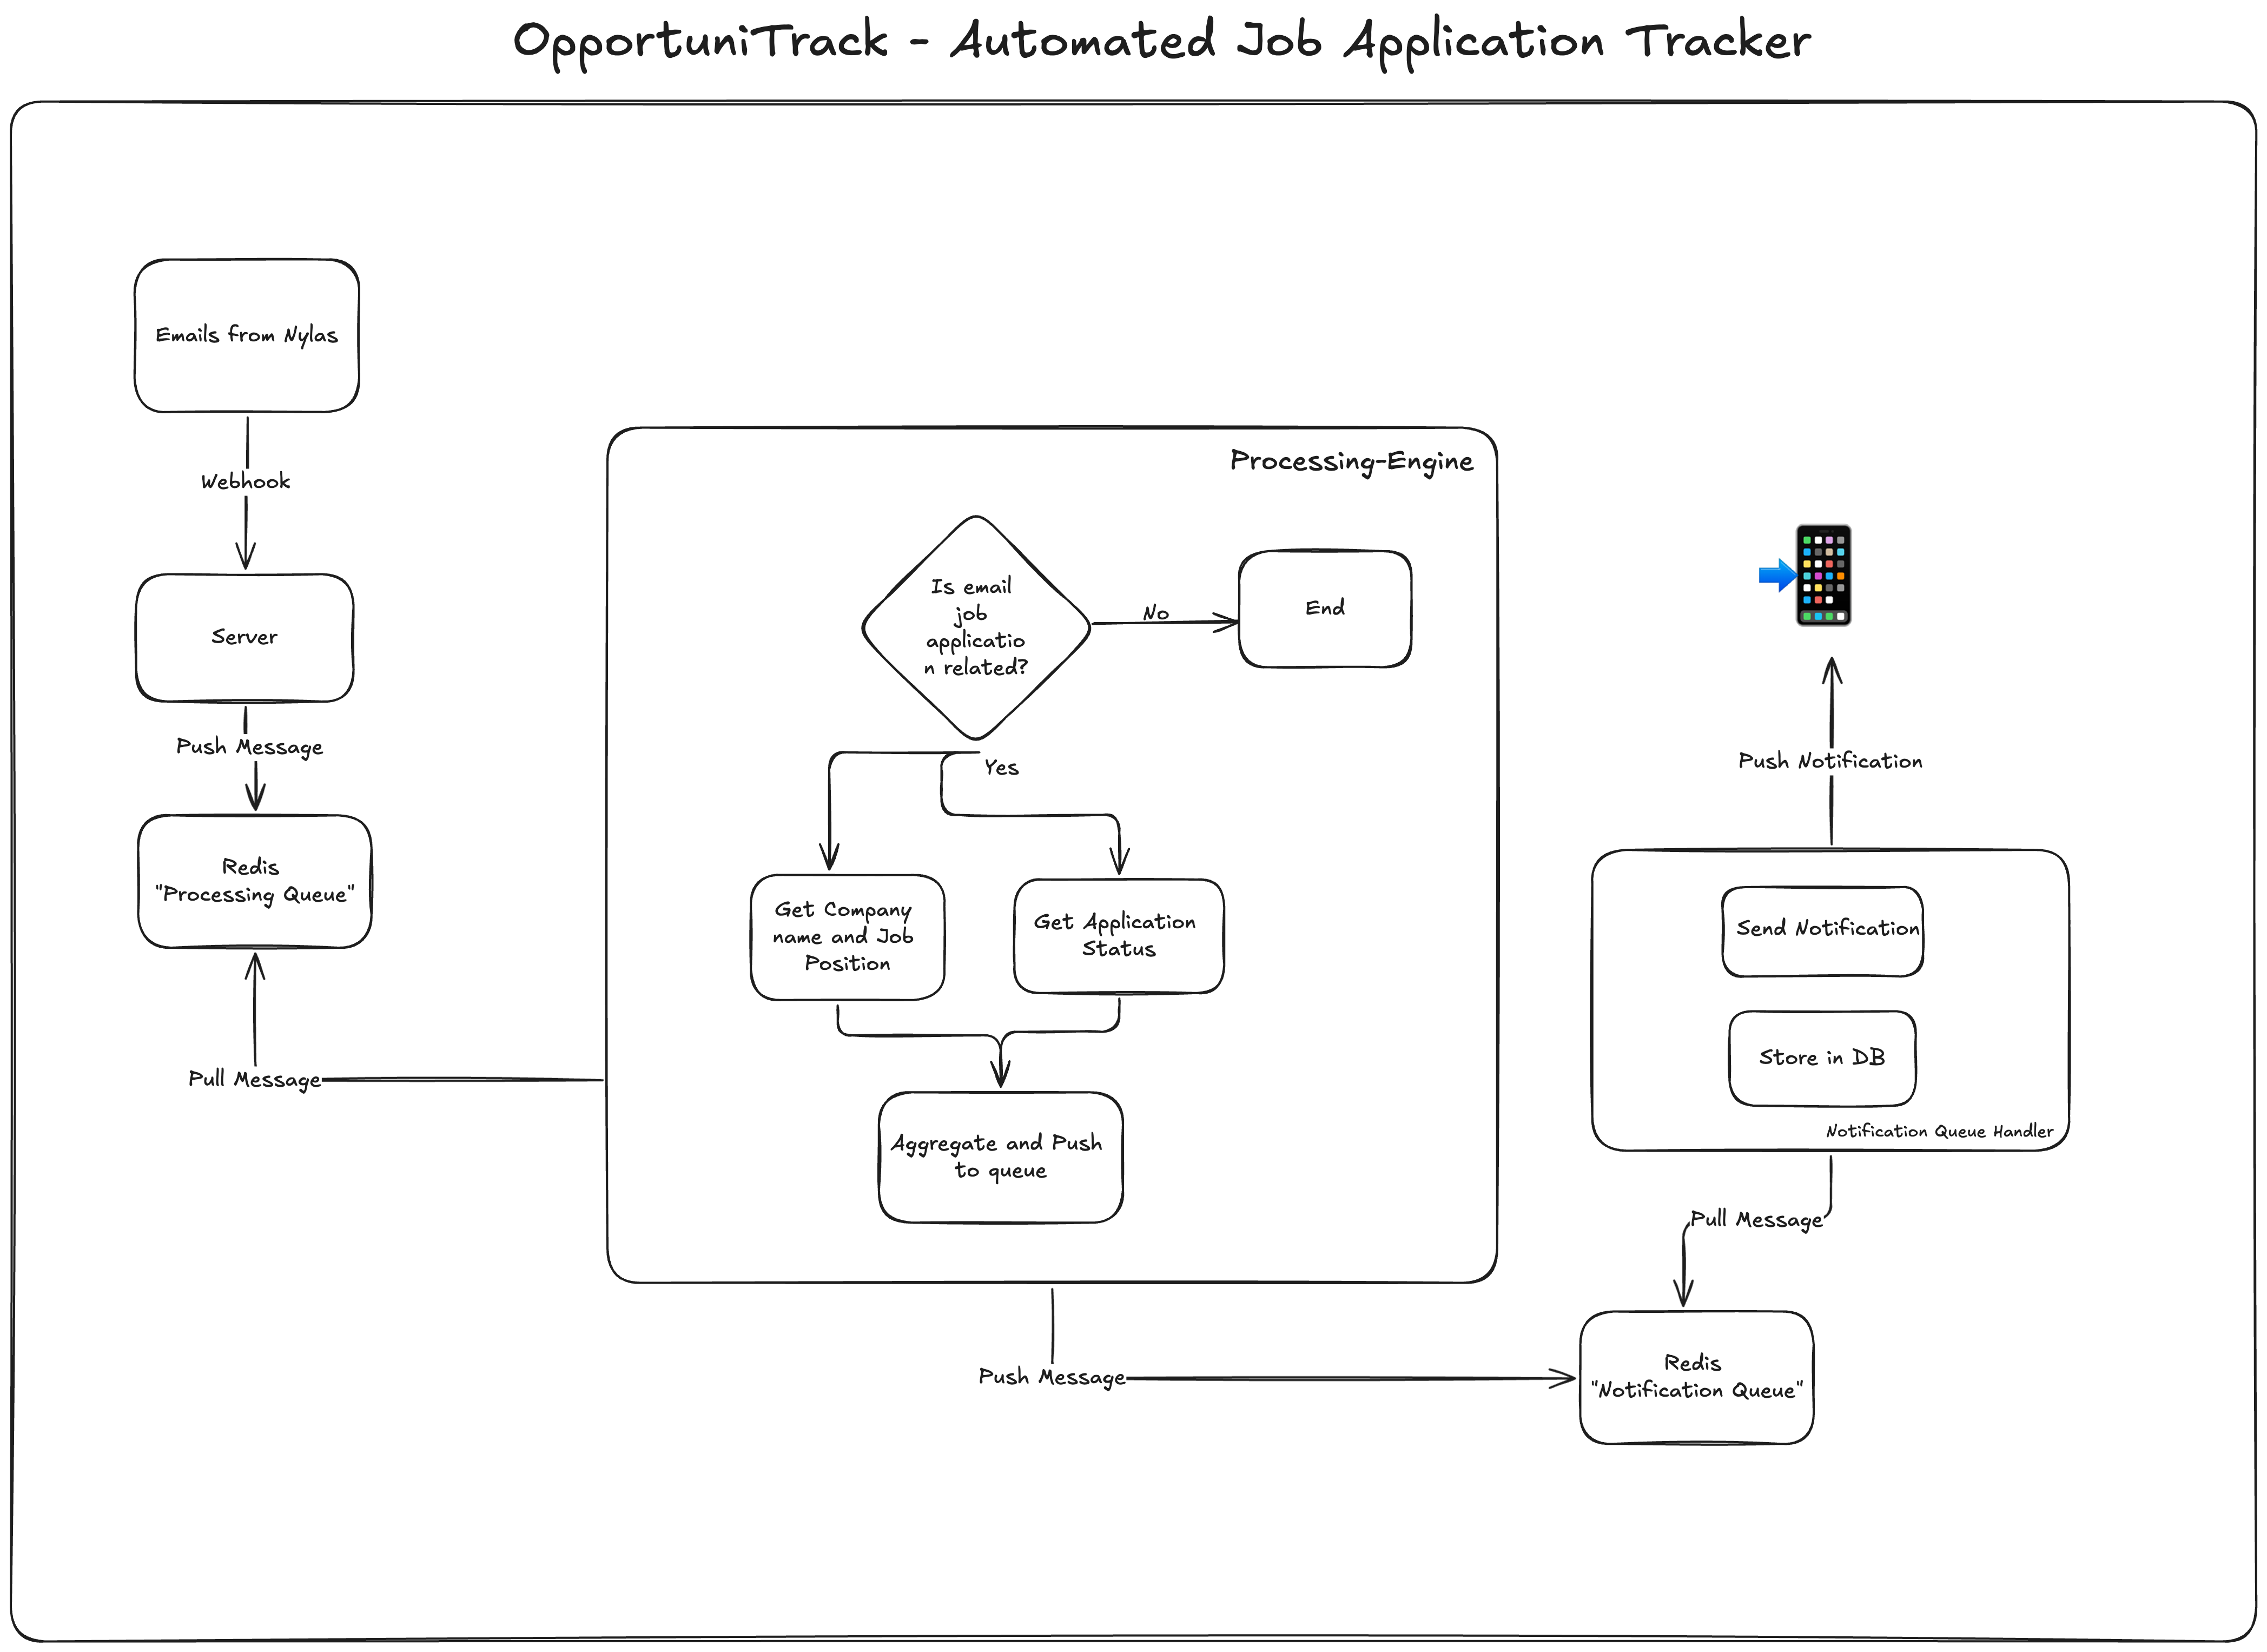 OpportuniTrack - Automated Job Application Tracker
Emails from Nylas
Webhook
Server
Push Message
Redis
"Processing Queue"
Pull Message
Processing-Engine
Is email
job
applicatio
n related?
No
End
Yes
Get Company
name and Job
Position
Get Application
Status
Aggregate and Push
to queue
Push Message
Redis
"Notification Queue"
Pull Message
Notification Queue Handler
Store in DB
Send Notification
Push Notification